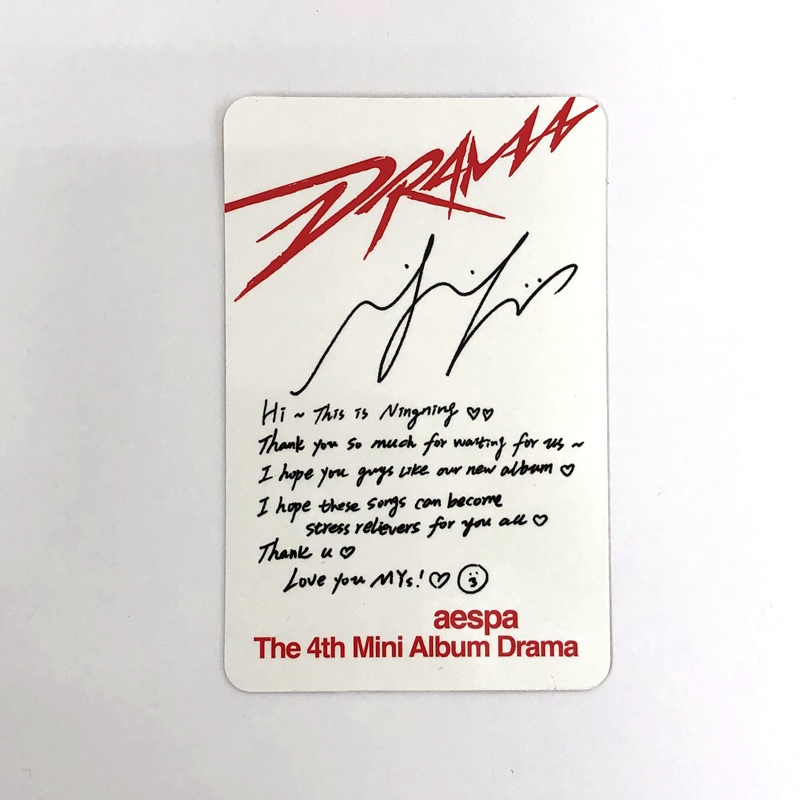 DRAMA
Hi ~ This is Ningning ♡♡
Thank you so much for waiting for us ~
I hope you guys like our new album ♡
I hope these songs can become
stress relievers for you all ♡
Thank u ♡
Love you MYs! ♡
aespa
The 4th Mini Album Drama